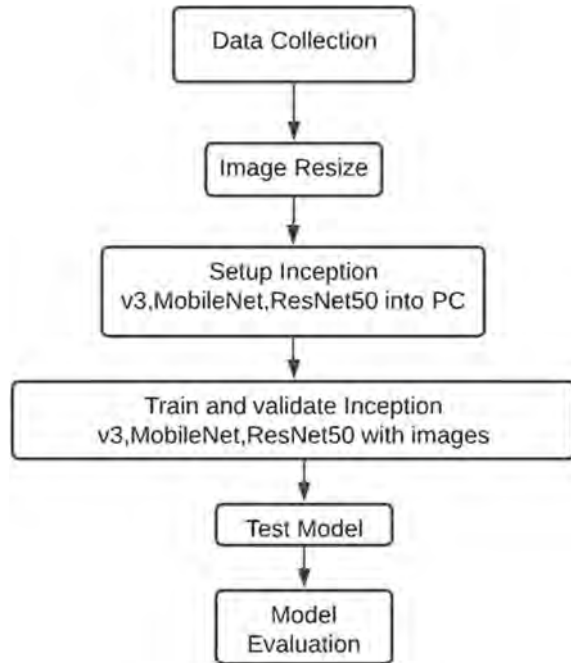 Data Collection
Image Resize
Setup Inception
v3,MobileNet,ResNet50 into PC
Train and validate Inception
v3,MobileNet,ResNet50 with images
Test Model
Model
Evaluation